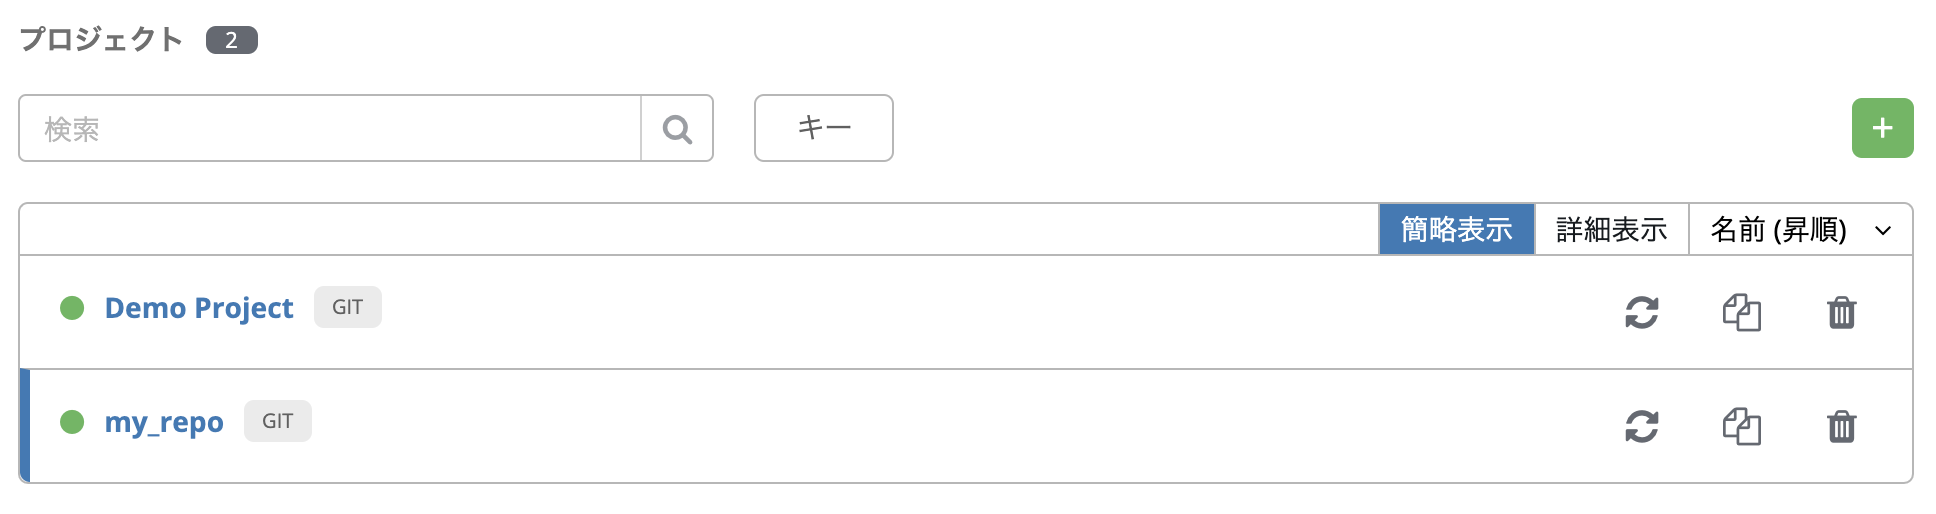 プロジェクト 2
検索 キー +
簡略表示 詳細表示 名前 (昇順)
Demo Project GIT
my_repo GIT